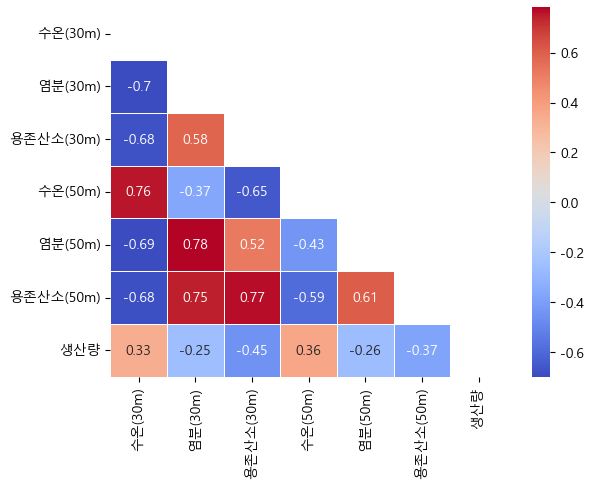 수온(30m)
염분(30m) -0.7
용존산소(30m) -0.68 0.58
수온(50m) 0.76 -0.37 -0.65
염분(50m) -0.69 0.78 0.52 -0.43
용존산소(50m) -0.68 0.75 0.77 -0.59 0.61
생산량 0.33 -0.25 -0.45 0.36 -0.26 -0.37
수온(30m)
염분(30m)
용존산소(30m)
수온(50m)
염분(50m)
용존산소(50m)
생산량
0.6
0.4
0.2
0.0
-0.2
-0.4
-0.6